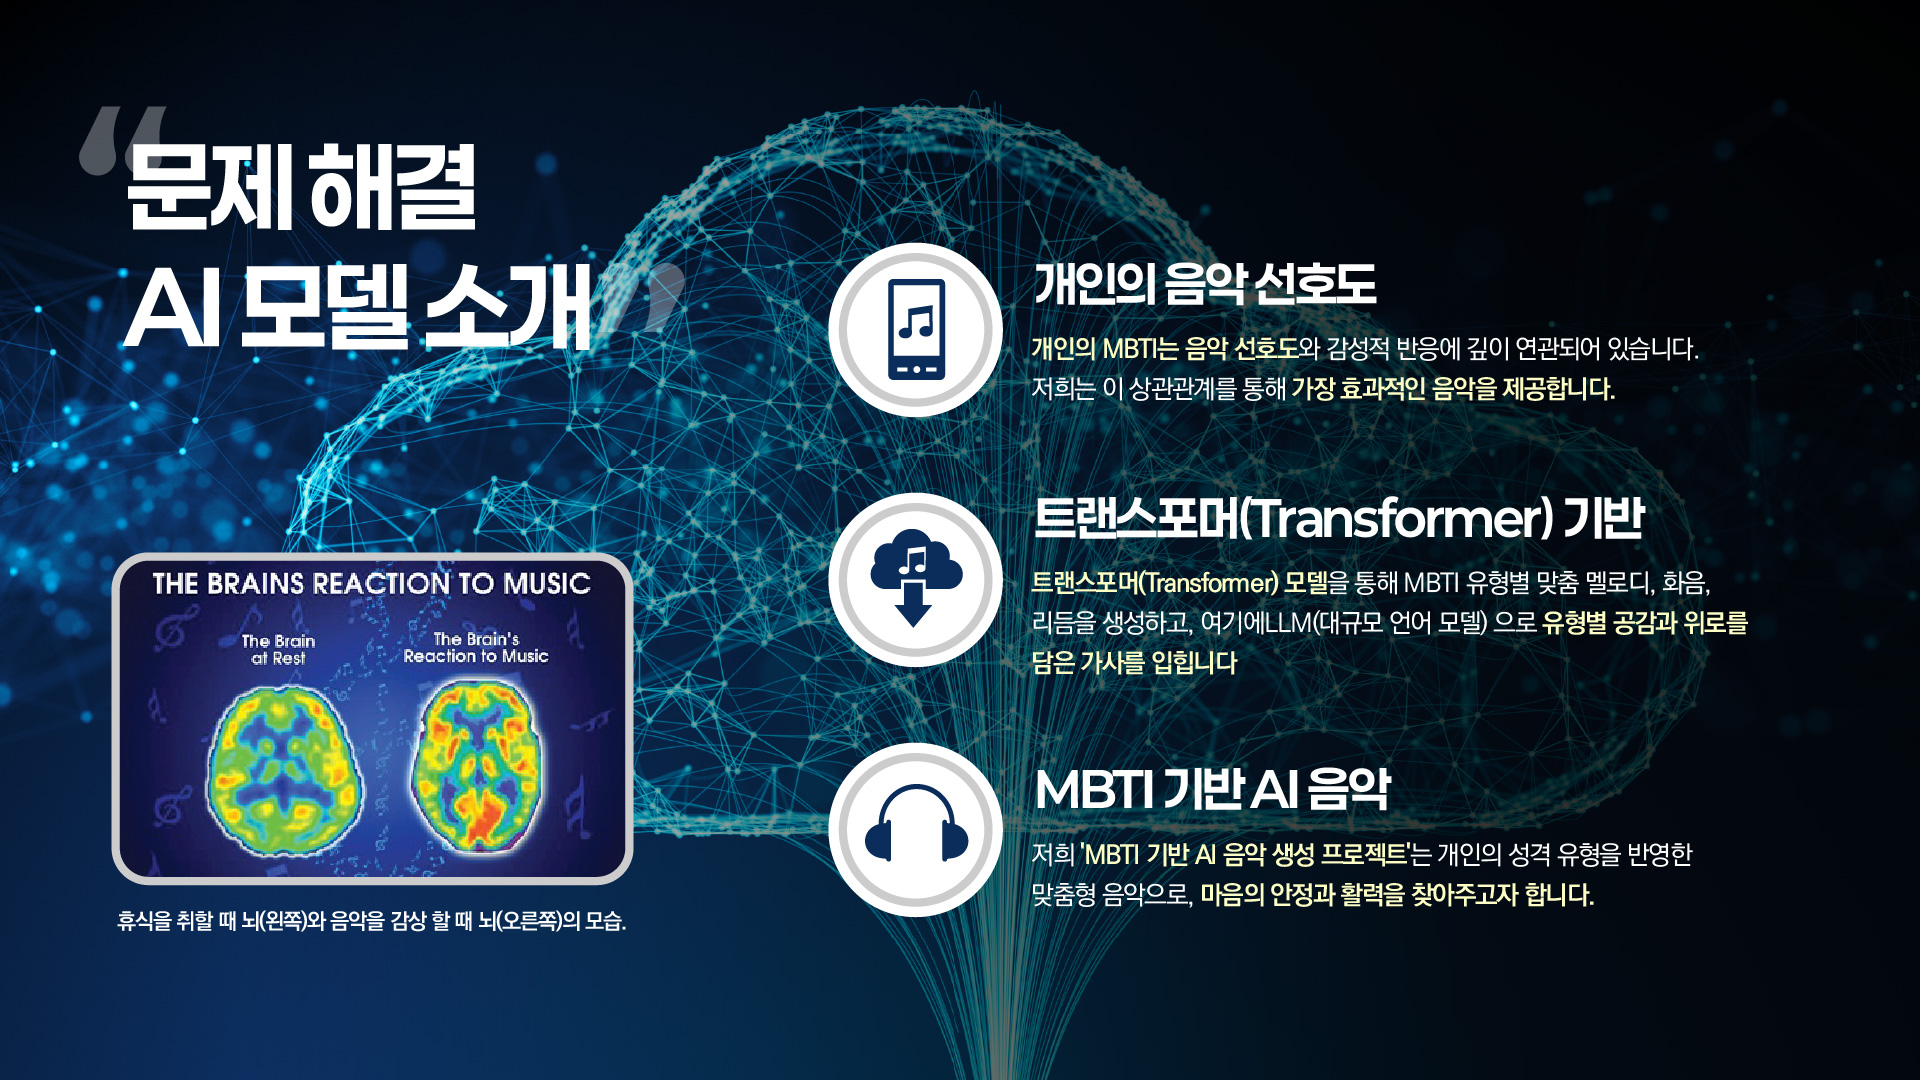 문제 해결
AI 모델 소개
THE BRAINS REACTION TO MUSIC
The Brain
at Rest
The Brain's
Reaction to Music
휴식을 취할 때 뇌(왼쪽)와 음악을 감상 할 때 뇌(오른쪽)의 모습.
개인의 음악 선호도
개인의 MBTI는 음악 선호도와 감성적 반응에 깊이 연관되어 있습니다.
저희는 이 상관관계를 통해 가장 효과적인 음악을 제공합니다.
트랜스포머(Transformer) 기반
트랜스포머(Transformer) 모델을 통해 MBTI 유형별 맞춤 멜로디, 화음,
리듬을 생성하고, 여기에LLM(대규모 언어 모델) 으로 유형별 공감과 위로를
담은 가사를 입힙니다
MBTI 기반 AI 음악
저희 'MBTI 기반 AI 음악 생성 프로젝트'는 개인의 성격 유형을 반영한
맞춤형 음악으로, 마음의 안정과 활력을 찾아주고자 합니다.